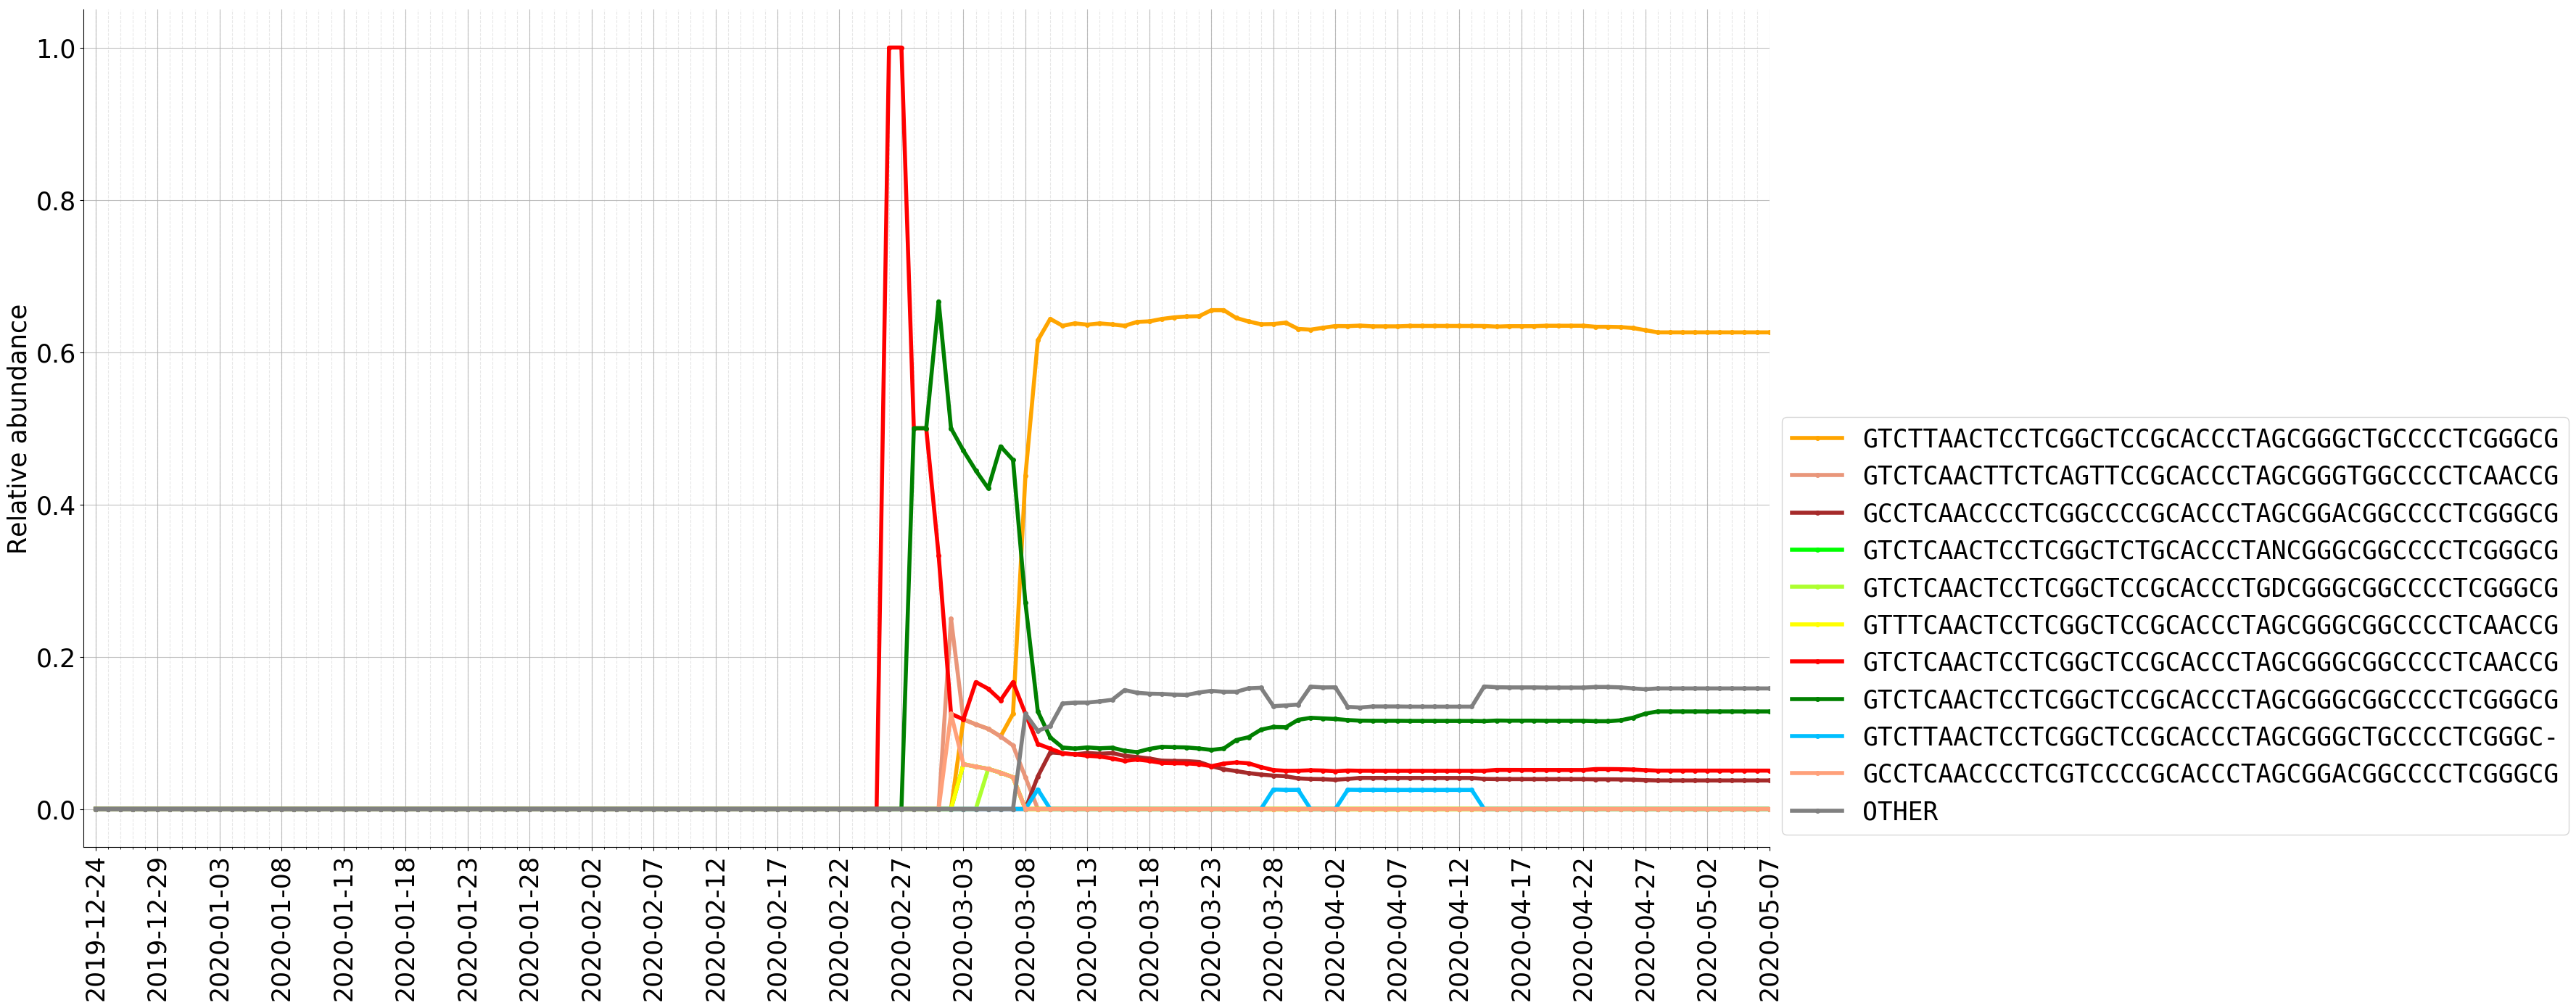 Relative abundance
1.0
0.8
0.6
0.4
0.2
0.0
2019-12-24
2019-12-29
2020-01-03
2020-01-08
2020-01-13
2020-01-18
2020-01-23
2020-01-28
2020-02-02
2020-02-07
2020-02-12
2020-02-17
2020-02-22
2020-02-27
2020-03-03
2020-03-08
2020-03-13
2020-03-18
2020-03-23
2020-03-28
2020-04-02
2020-04-07
2020-04-12
2020-04-17
2020-04-22
2020-04-27
2020-05-02
2020-05-07
GTCTTAACTCCTCGGCTCCGCACCCTAGCGGGCTGCCCCTCGGGCG
GTCTCAACTTCTCAGTTCCGCACCCTAGCGGGTGGCCCCTCAACCG
GCCTCAACCCCTCGGCCCCGCACCCTAGCGGACGGCCCCTCGGGCG
GTCTCAACTCCTCGGCTCTGCACCCTANCGGGCGGCCCCTCGGGCG
GTCTCAACTCCTCGGCTCCGCACCCTGDCGGGCGGCCCCTCGGGCG
GTTTCAACTCCTCGGCTCCGCACCCTAGCGGGCGGCCCCTCAACCG
GTCTCAACTCCTCGGCTCCGCACCCTAGCGGGCGGCCCCTCAACCG
GTCTCAACTCCTCGGCTCCGCACCCTAGCGGGCGGCCCCTCGGGCG
GTCTTAACTCCTCGGCTCCGCACCCTAGCGGGCTGCCCCTCGGGC-
GCCTCAACCCCTCGTCCCCGCACCCTAGCGGACGGCCCCTCGGGCG
OTHER